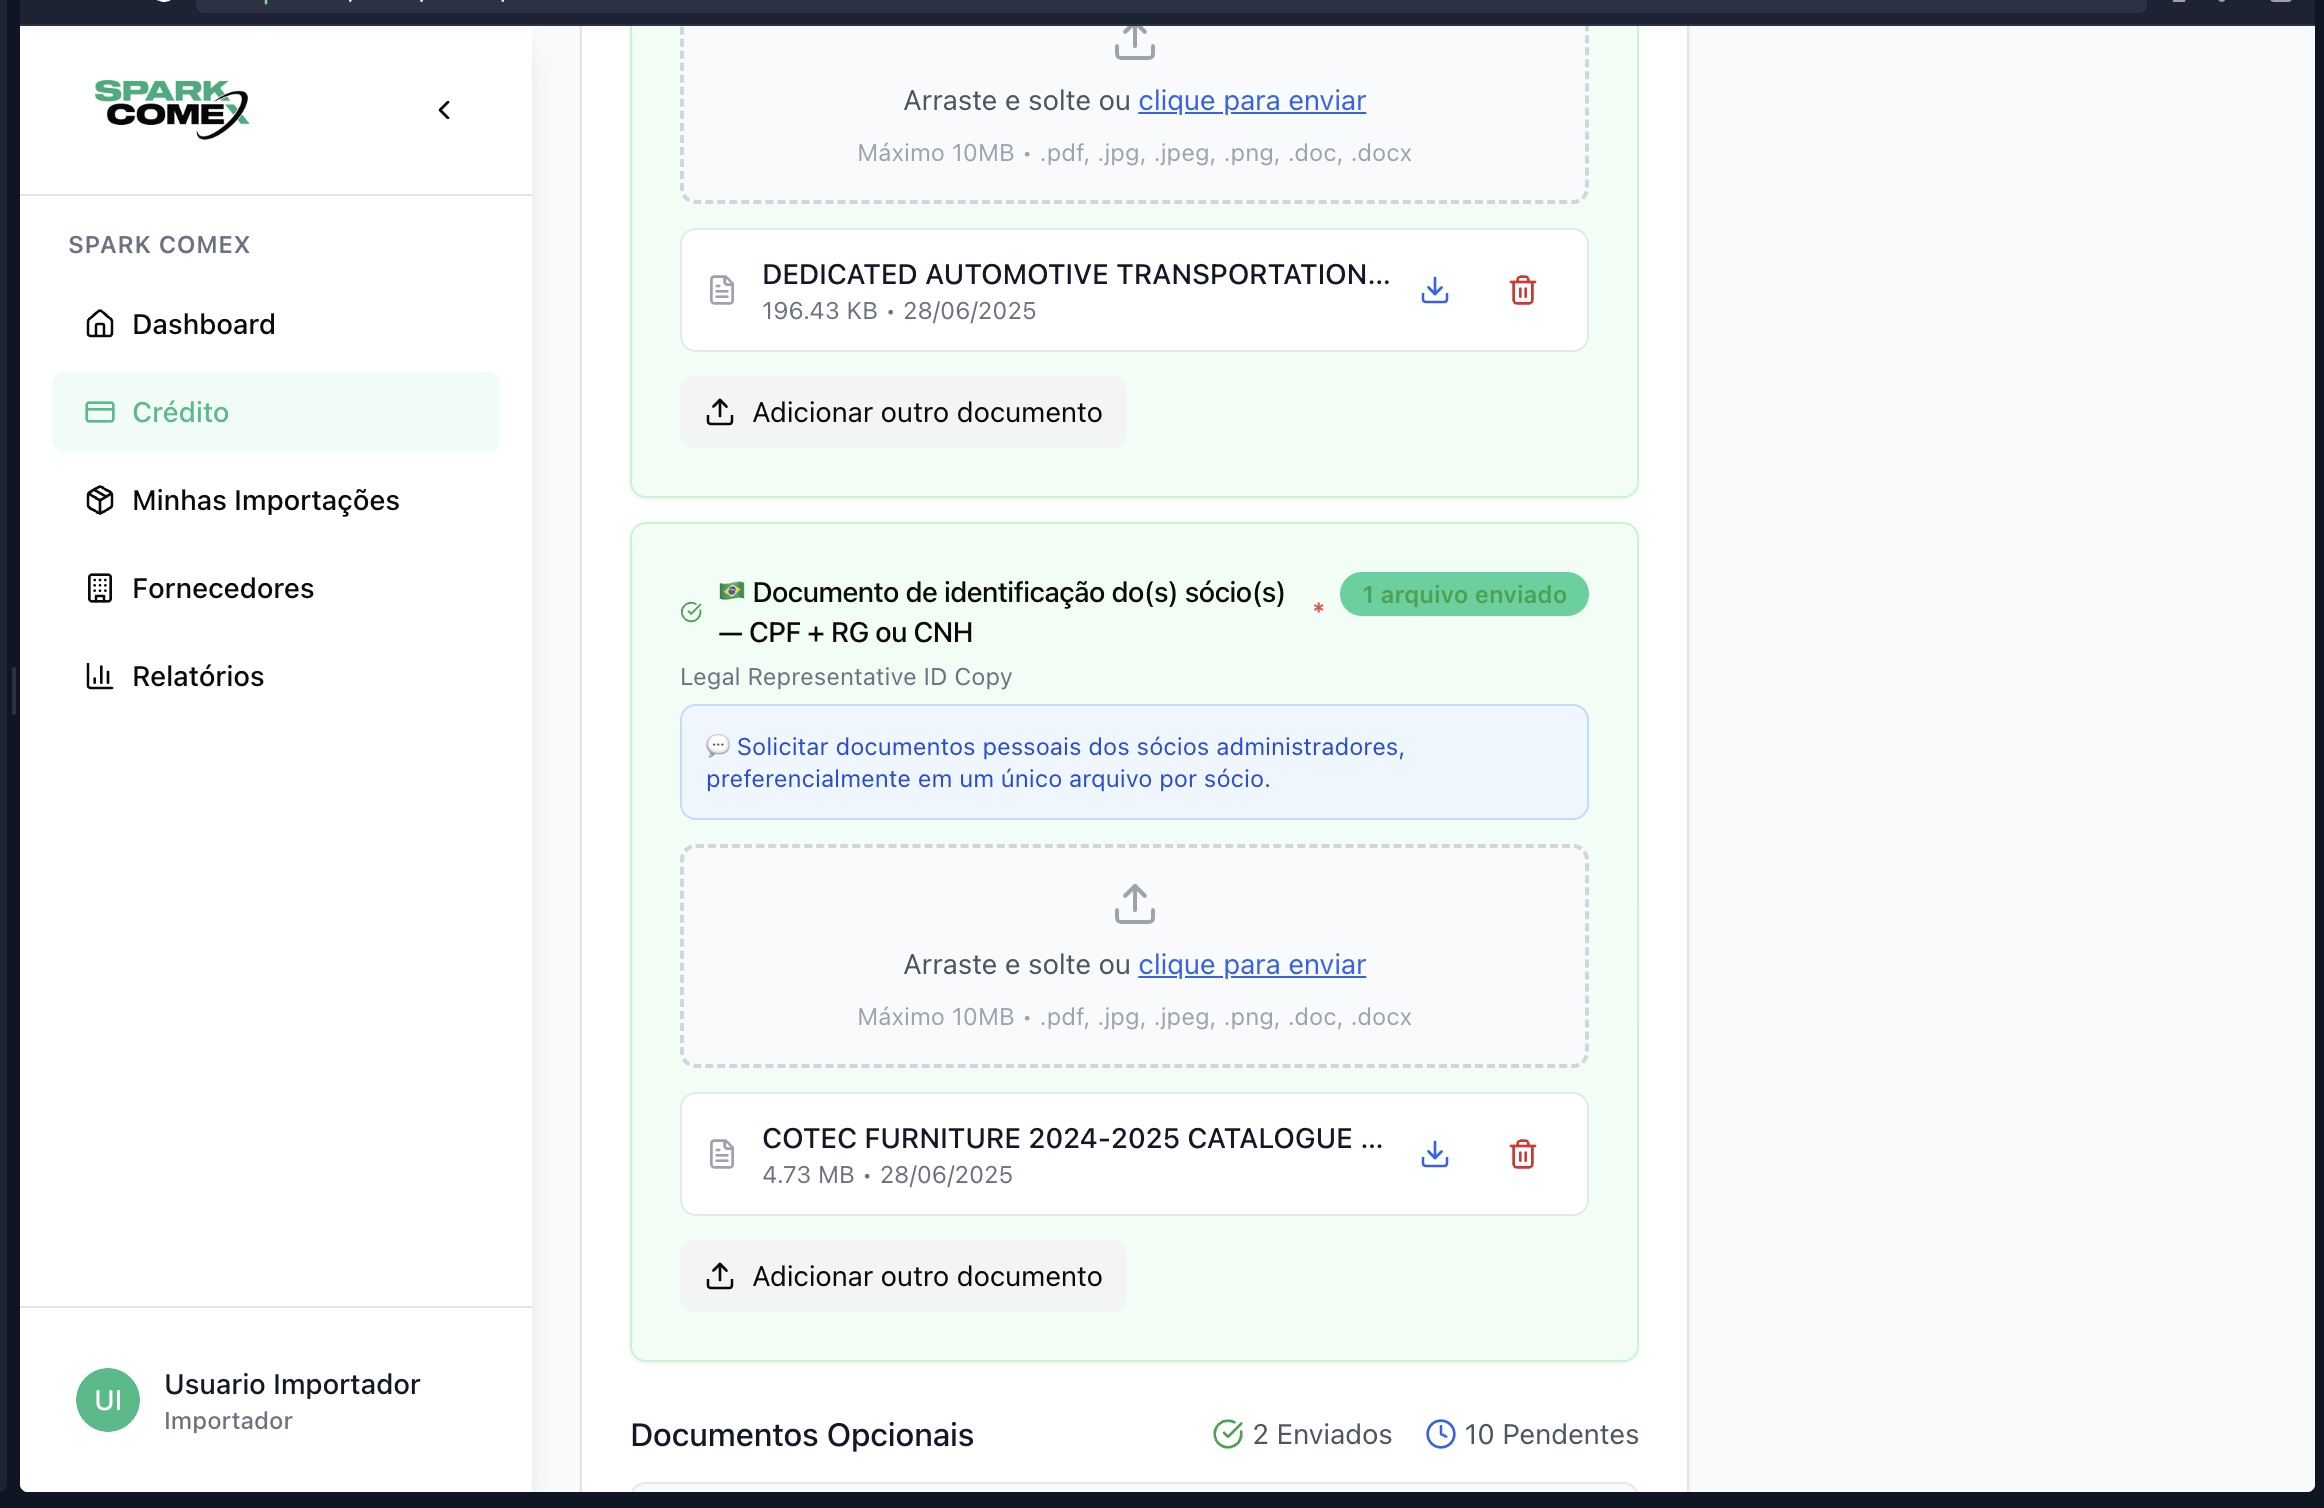 SPARK
COMEX
SPARK COMEX
Dashboard
Crédito
Minhas Importações
Fornecedores
Relatórios
UI
Usuario Importador
Importador
Arraste e solte ou clique para enviar
Máximo 10MB • .pdf, .jpg, .jpeg, .png, .doc, .docx
DEDICATED AUTOMOTIVE TRANSPORTATION...
196.43 KB • 28/06/2025
Adicionar outro documento
🇧🇷 Documento de identificação do(s) sócio(s)
— CPF + RG ou CNH
*
1 arquivo enviado
Legal Representative ID Copy
💬 Solicitar documentos pessoais dos sócios administradores,
preferencialmente em um único arquivo por sócio.
Arraste e solte ou clique para enviar
Máximo 10MB • .pdf, .jpg, .jpeg, .png, .doc, .docx
COTEC FURNITURE 2024-2025 CATALOGUE ...
4.73 MB • 28/06/2025
Adicionar outro documento
Documentos Opcionais
2 Enviados
10 Pendentes